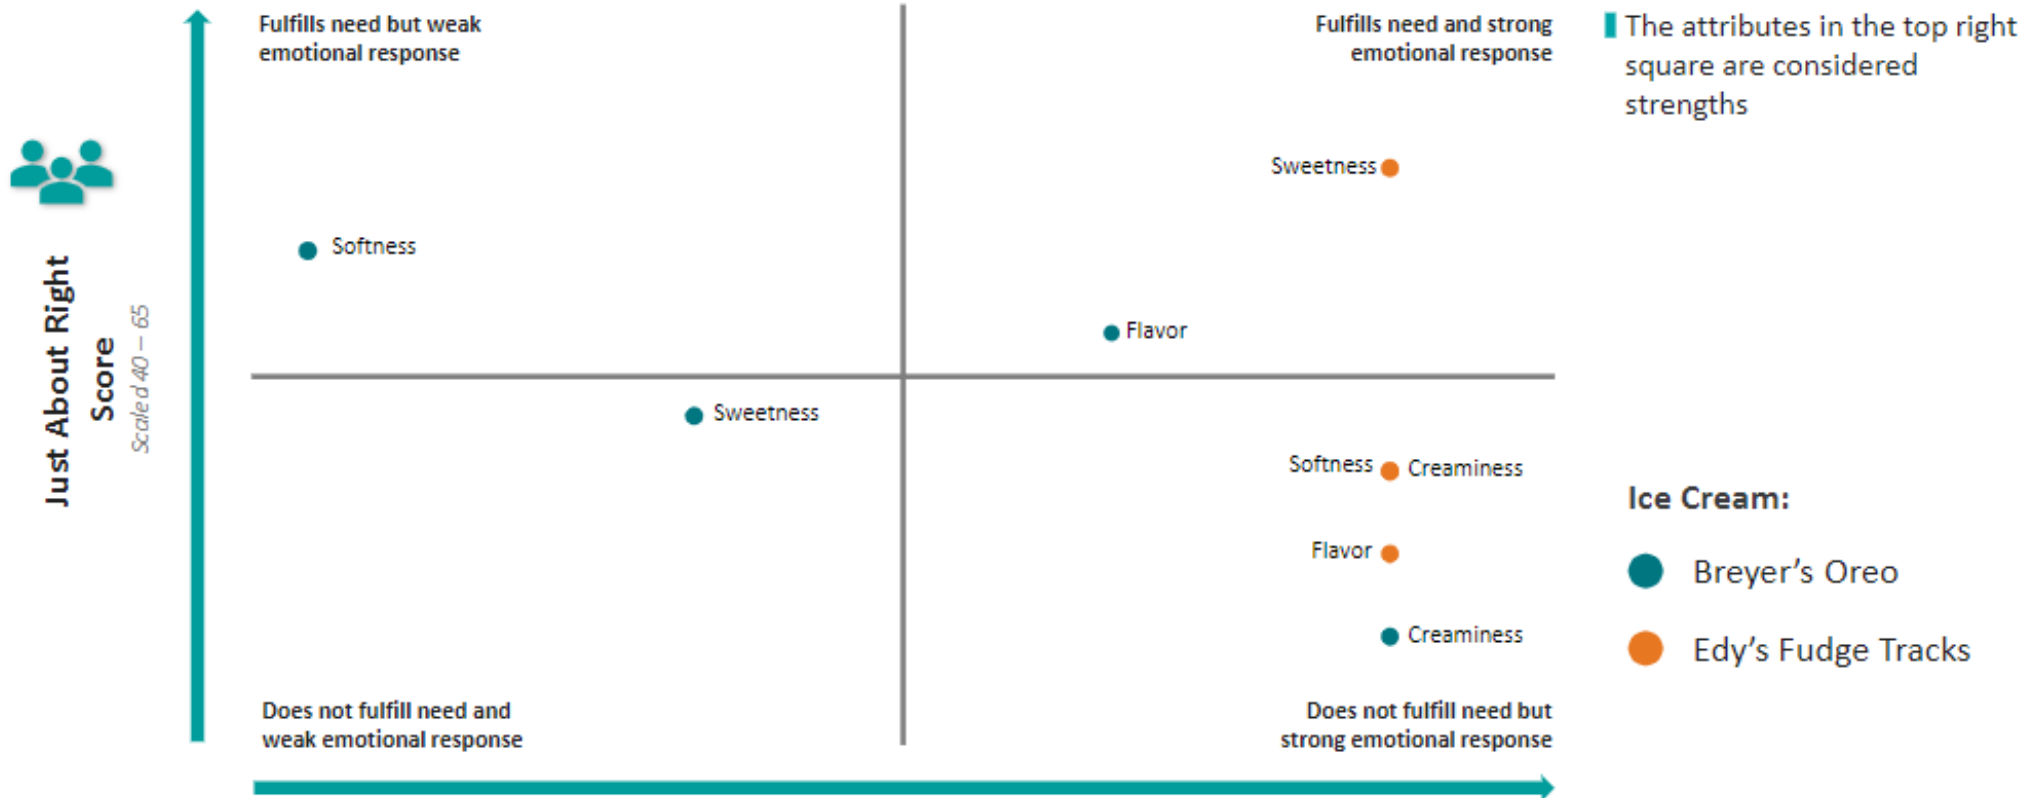 Fulfills need but weak
emotional response
Fulfills need and strong
emotional response
The attributes in the top right
square are considered
strengths
Sweetness
Softness
Flavor
Just About Right
Score
Scaled 40 – 65
Sweetness
Softness
Creaminess
Flavor
Creaminess
Ice Cream:
Breyer’s Oreo
Edy’s Fudge Tracks
Does not fulfill need and
weak emotional response
Does not fulfill need but
strong emotional response